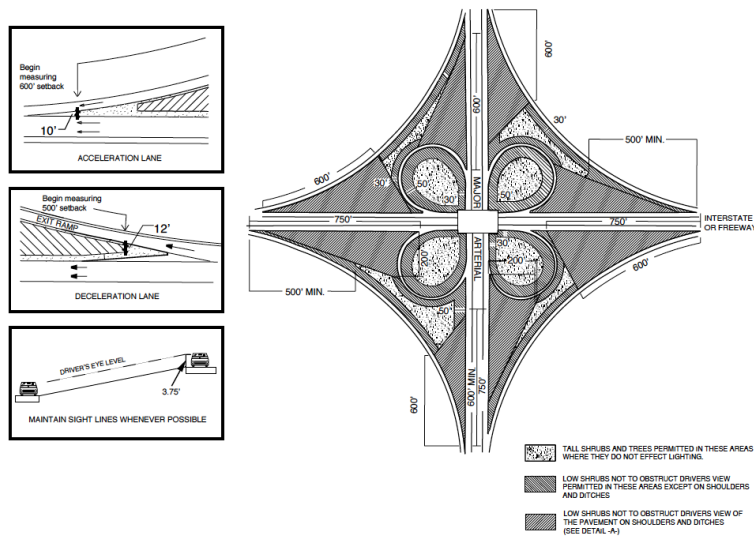 Begin
measuring
600' setback
10'
ACCELERATION LANE
Begin
measuring
500' setback
EXIT RAMP
12'
DECELERATION LANE
DRIVER'S EYE LEVEL
3.75'
MAINTAIN SIGHT LINES WHENEVER POSSIBLE
600'
600'
30'
500' MIN.
600'
30'
50'
30'
MAJOR
50'
750'
750'
INTERSTATE
OR FREEWAY
ARTERIAL
30'
200'
200'
600'
500' MIN.
50'
600' MIN.
750'
600'
TALL SHRUBS AND TREES PERMITTED IN THESE AREAS
WHERE THEY DO NOT EFFECT LIGHTING.
LOW SHRUBS NOT TO OBSTRUCT DRIVERS VIEW
PERMITTED IN THESE AREAS EXCEPT ON SHOULDERS
AND DITCHES
LOW SHRUBS NOT TO OBSTRUCT DRIVERS VIEW OF
THE PAVEMENT ON SHOULDERS AND DITCHES
(SEE DETAIL -A-)